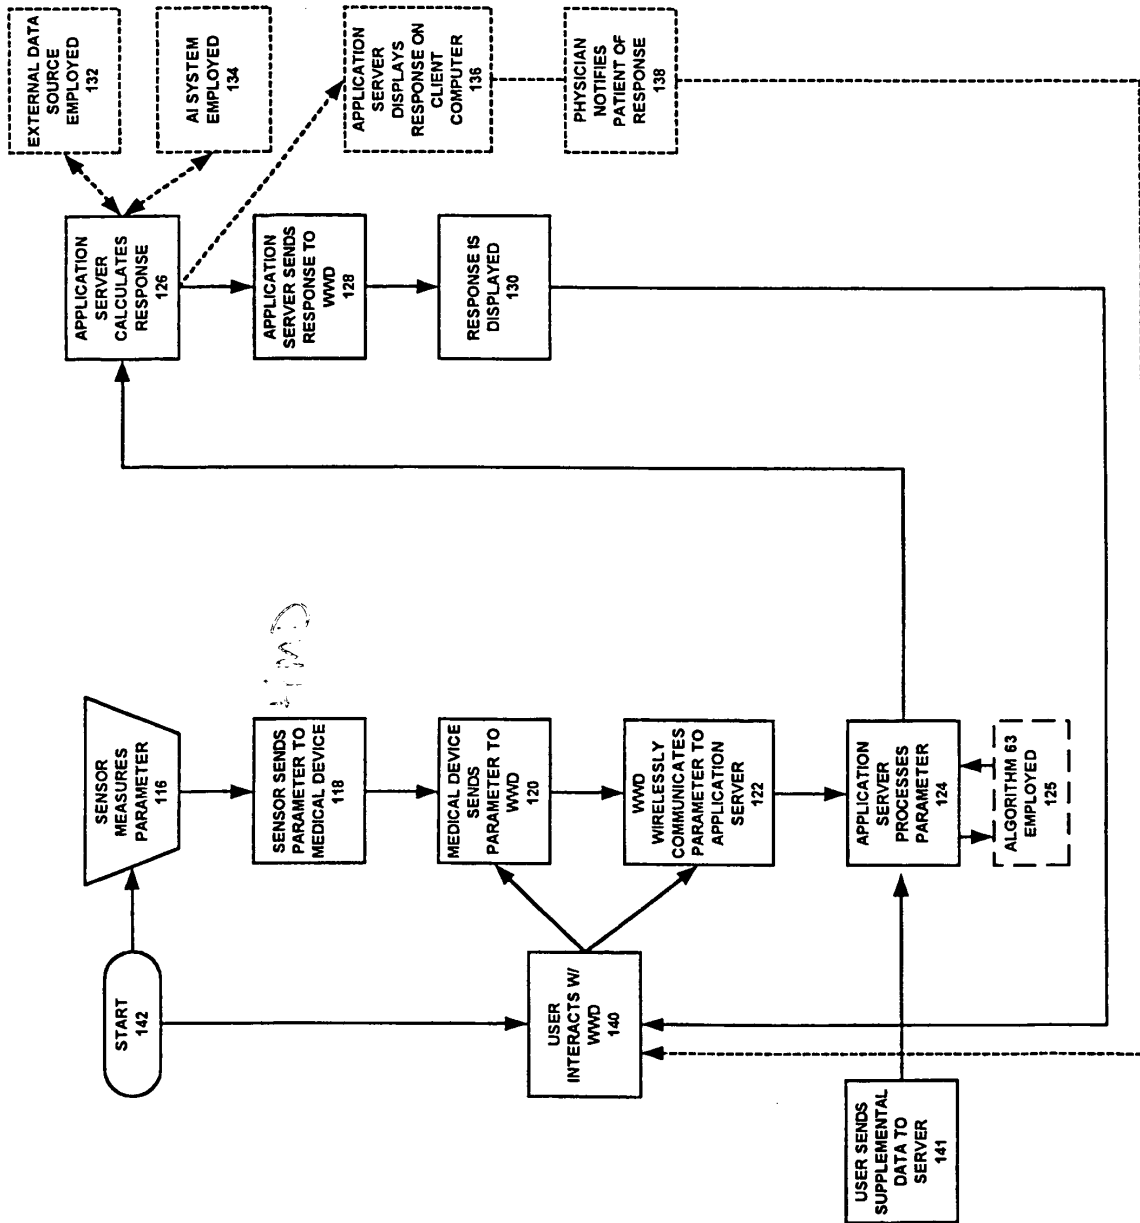 START
142
SENSOR
MEASURES
PARAMETER
116
SENSOR SENDS
PARAMETER TO
MEDICAL DEVICE
118
MEDICAL DEVICE
SENDS
PARAMETER TO
WWD
120
WWD
WIRELESSLY
COMMUNICATES
PARAMETER TO
APPLICATION
SERVER
122
APPLICATION
SERVER
PROCESSES
PARAMETER
124
ALGORITHM 63
EMPLOYED
125
USER
INTERACTS W/
WWD
140
USER SENDS
SUPPLEMENTAL
DATA TO
SERVER
141
APPLICATION
SERVER
CALCULATES
RESPONSE
126
APPLICATION
SERVER SENDS
RESPONSE TO
WWD
128
RESPONSE IS
DISPLAYED
130
EXTERNAL DATA
SOURCE
EMPLOYED
132
AI SYSTEM
EMPLOYED
134
APPLICATION
SERVER
DISPLAYS
RESPONSE ON
CLIENT
COMPUTER
136
PHYSICIAN
NOTIFIES
PATIENT OF
RESPONSE
138